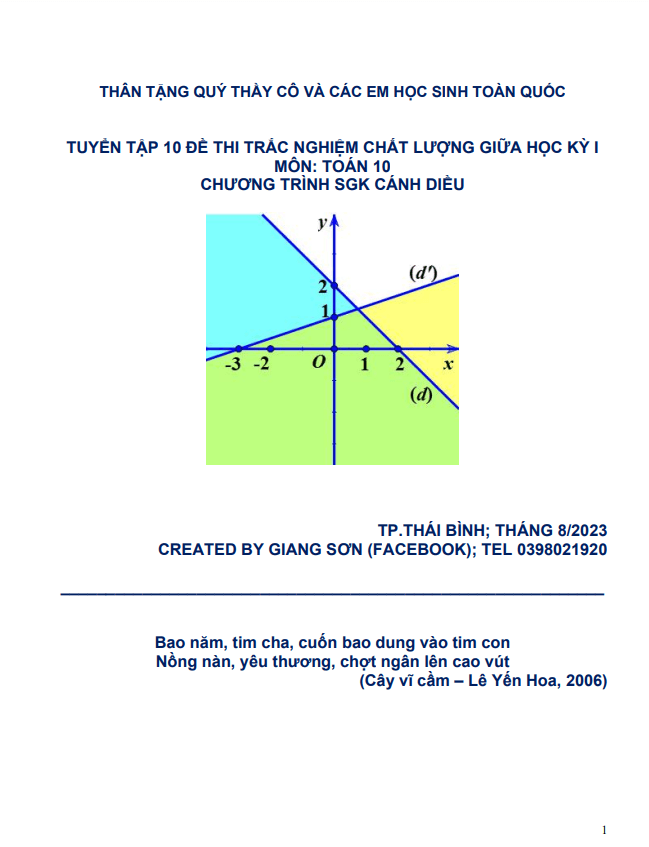 THÂN TẶNG QUÝ THẦY CÔ VÀ CÁC EM HỌC SINH TOÀN QUỐC
TUYỂN TẬP 10 ĐỀ THI TRẮC NGHIỆM CHẤT LƯỢNG GIỮA HỌC KỲ I
MÔN: TOÁN 10
CHƯƠNG TRÌNH SGK CÁNH DIỀU
y
(d')
2
1
-3 -2 O 1 2 x
(d)
TP.THÁI BÌNH; THÁNG 8/2023
CREATED BY GIANG SƠN (FACEBOOK); TEL 0398021920
Bao năm, tim cha, cuốn bao dung vào tim con
Nồng nàn, yêu thương, chợt ngân lên cao vút
(Cây vĩ cầm – Lê Yến Hoa, 2006)
1